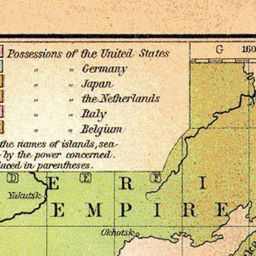 G 160
Possessions of the United States
" " Germany
" " Japan
" " the Netherlands
" " Italy
" " Belgium
the names of islands, sea-
by the power concerned.
laced in parentheses.
D E R I
Yakutsk
E M P I R E
Okhotsk